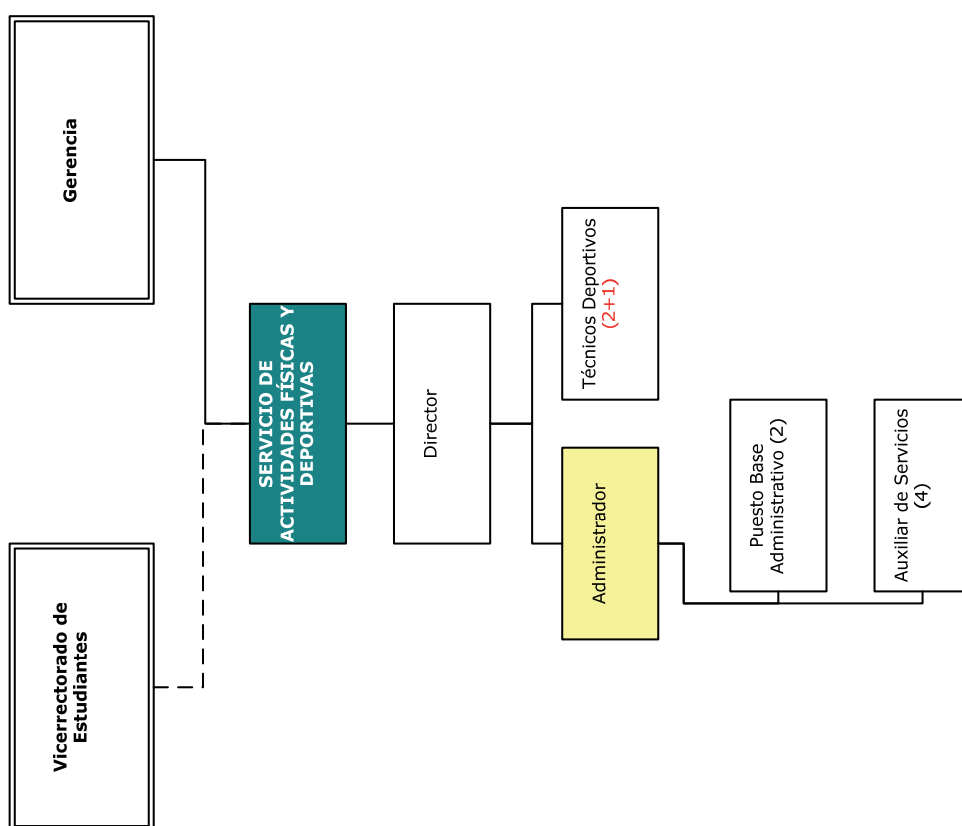 Vicerrectorado de
Estudiantes
Gerencia
SERVICIO DE
ACTIVIDADES FÍSICAS Y
DEPORTIVAS
Director
Administrador
Técnicos Deportivos
(2+1)
Puesto Base
Administrativo (2)
Auxiliar de Servicios
(4)